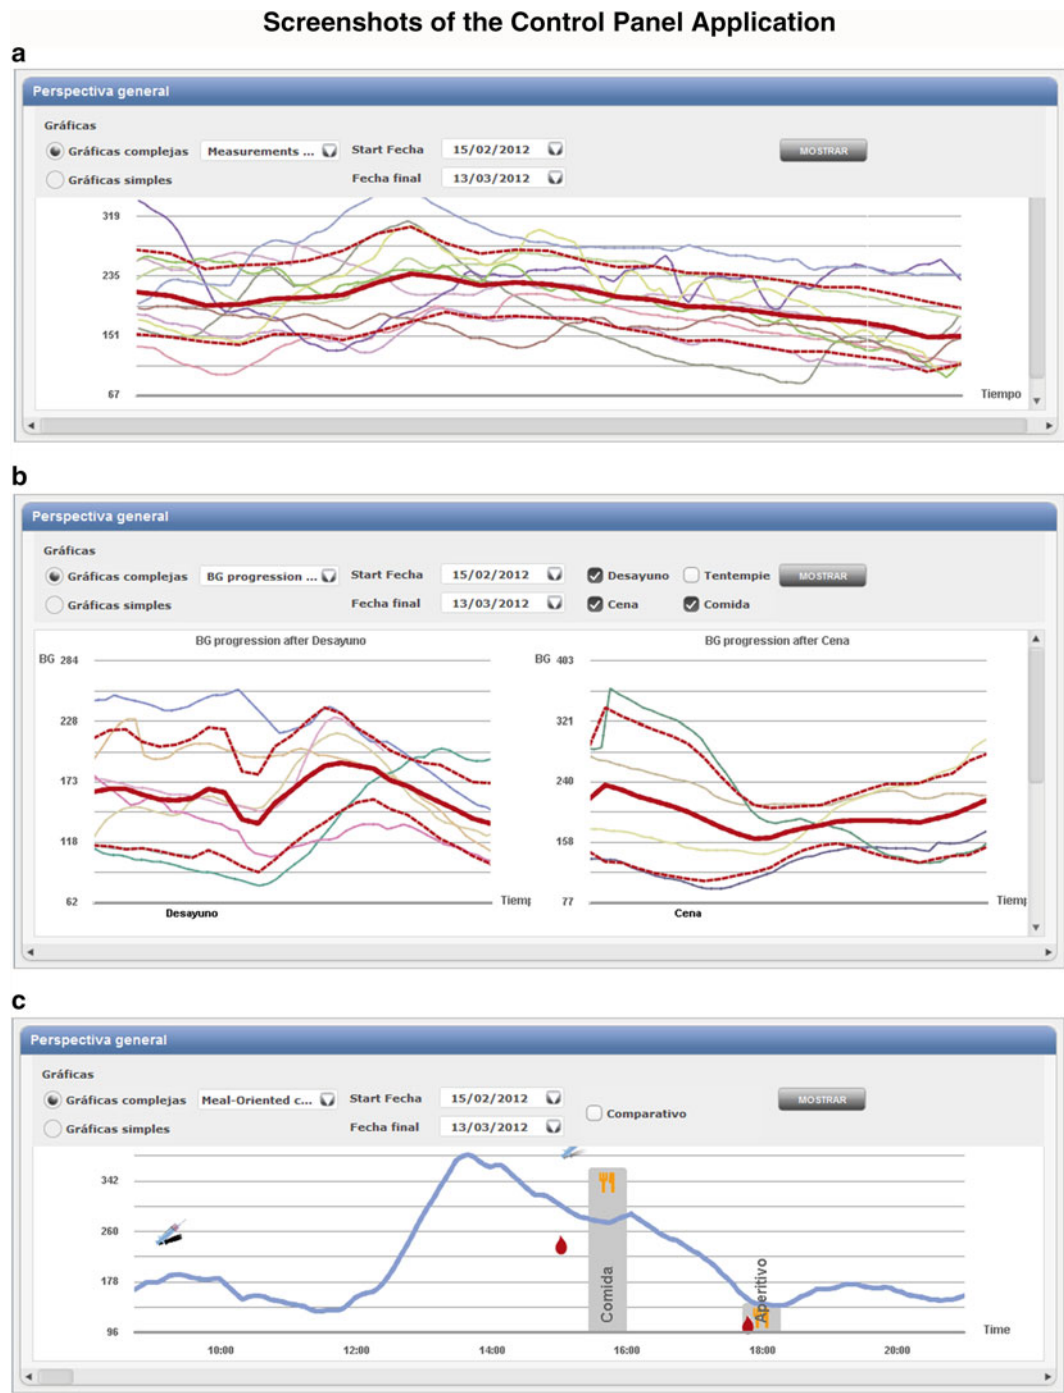 Screenshots of the Control Panel Application
a
Perspectiva general
Gráficas
Gráficas complejas Measurements ... Start Fecha 15/02/2012 MOSTRAR
Gráficas simples Fecha final 13/03/2012
319
235
151
67
Tiempo
b
Perspectiva general
Gráficas
Gráficas complejas BG progression ... Start Fecha 15/02/2012 Desayuno Tentempie MOSTRAR
Gráficas simples Fecha final 13/03/2012 Cena Comida
BG progression after Desayuno
BG 284
228
173
118
62
Tiemp
Desayuno
BG progression after Cena
BG 403
321
240
158
77
Tiemp
Cena
c
Perspectiva general
Gráficas
Gráficas complejas Meal-Oriented c... Start Fecha 15/02/2012 Comparativo MOSTRAR
Gráficas simples Fecha final 13/03/2012
342
260
178
96
Comida
Aperitivo
Time
10:00 12:00 14:00 16:00 18:00 20:00